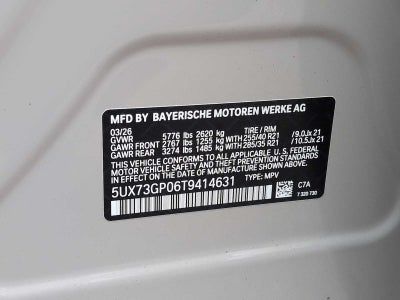 MFD BY BAYERISCHE MOTOREN WERKE AG
03/26 TIRE / RIM
GVWR 5776 lbs 2620 kg
GAWR FRONT 2767 lbs 1255 kg WITH 255/40 R21 / 9.0Jx 21
GAWR REAR 3274 lbs 1485 kg WITH 285/35 R21 / 10.5Jx 21
THIS VEHICLE CONFORMS TO ALL APPLICABLE U.S. FEDERAL
MOTOR VEHICLE SAFETY AND THEFT PREVENTION STANDARDS
IN EFFECT ON THE DATE OF MANUFACTURE SHOWN ABOVE.
5UX73GP06T9414631 TYPE: MPV
C7A
7 320 730